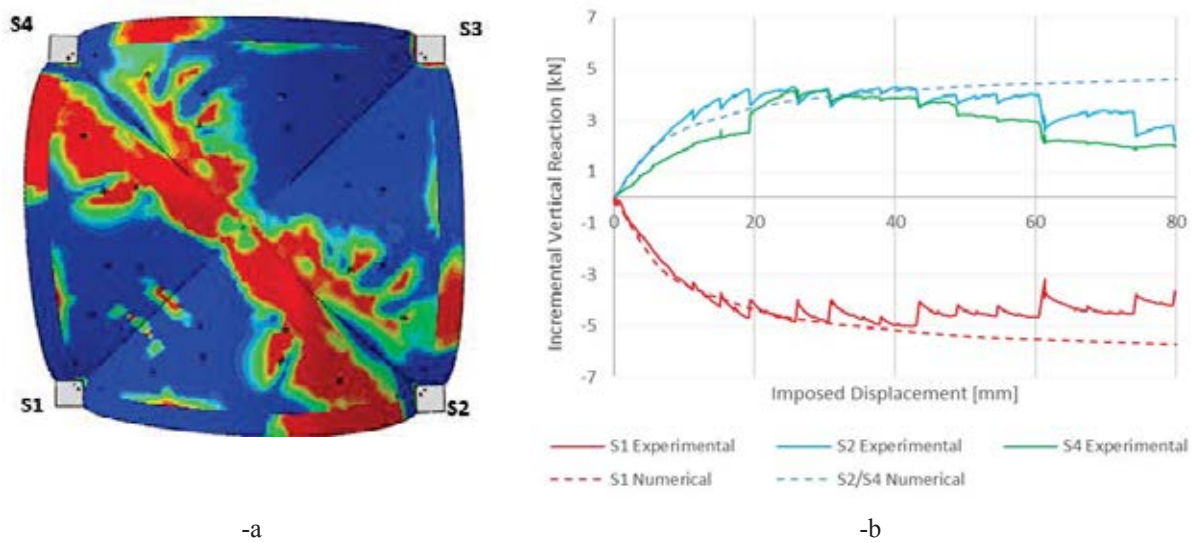 S4
S3
S1
S2
7
5
3
1
-1
-3
-5
-7
0
20
40
60
80
Incremental Vertical Reaction [kN]
Imposed Displacement [mm]
S1 Experimental
S2 Experimental
S4 Experimental
S1 Numerical
S2/S4 Numerical
-a
-b